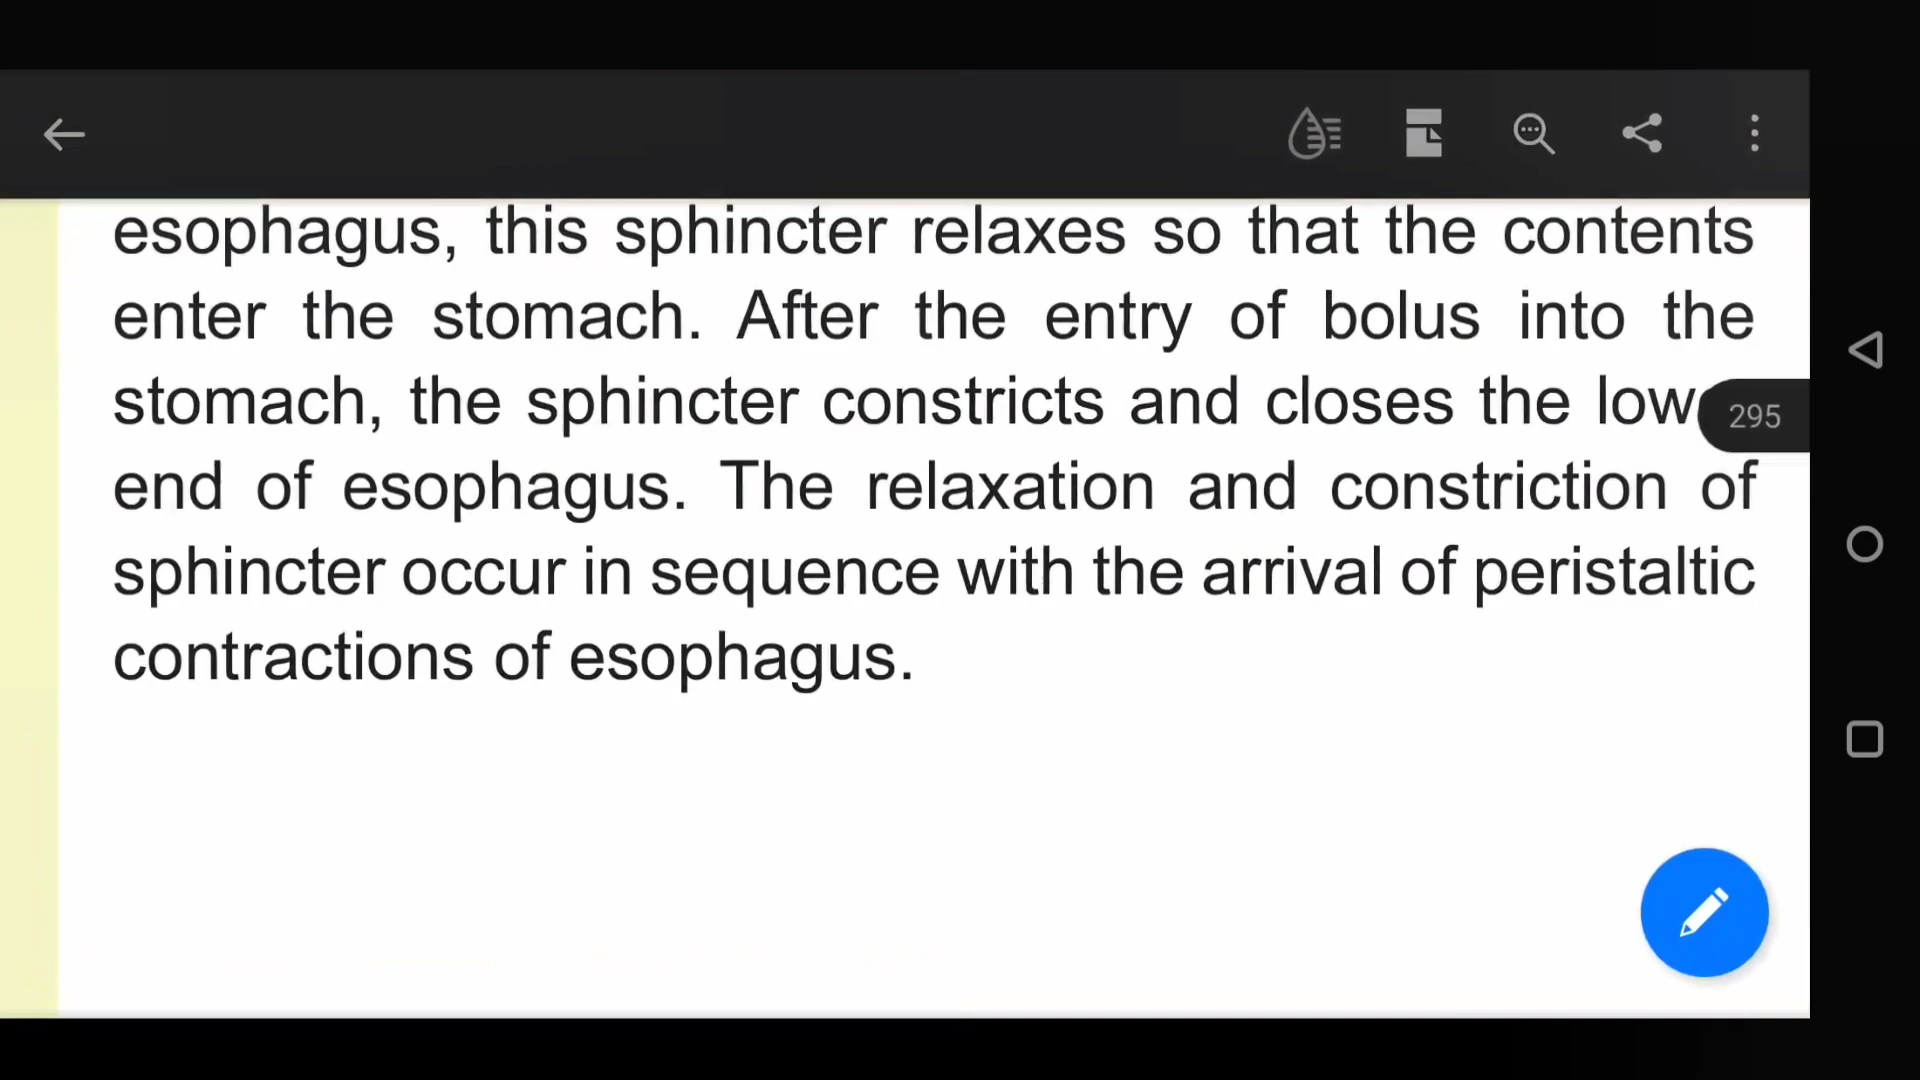 esophagus, this sphincter relaxes so that the contents
enter the stomach. After the entry of bolus into the
stomach, the sphincter constricts and closes the low
295
end of esophagus. The relaxation and constriction of
sphincter occur in sequence with the arrival of peristaltic
contractions of esophagus.